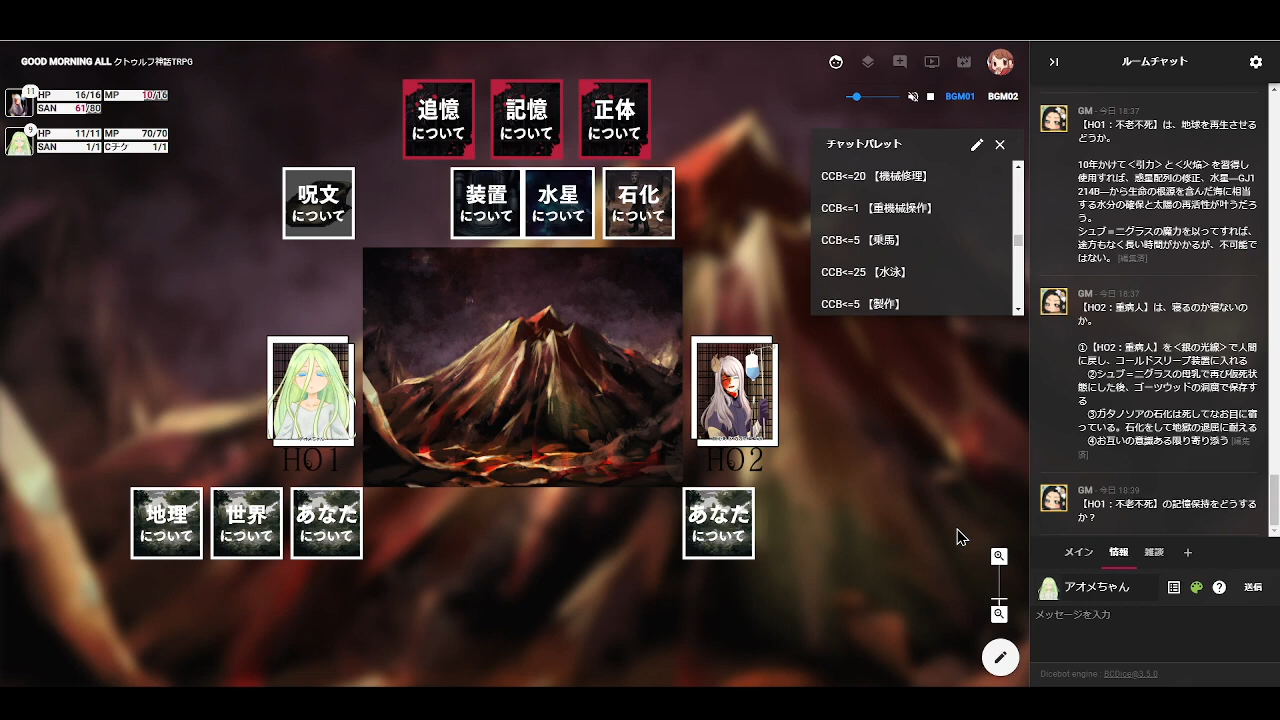 GOOD MORNING ALL クトゥルフ神話TRPG
11
HP 16/16 MP 10/16
SAN 61/80
9
HP 11/11 MP 70/70
SAN 1/1 Cチケ 1/1
追憶
について
記憶
について
正体
について
呪文
について
装置
について
水星
について
石化
について
HO1
HO2
地理
について
世界
について
あなた
について
あなた
について
BGM01
BGM02
チャットパレット
CCB<=20 【機械修理】
CCB<=1 【重機械操作】
CCB<=5 【乗馬】
CCB<=25 【水泳】
CCB<=5 【製作】
ルームチャット
GM - 今日 18:37
【HO1：不老不死】は、地球を再生させる
どうか。
10年かけて＜引力＞と＜火焔＞を習得し
使用すれば、惑星配列の修正、水星―GJ1
214B―から生命の根源を含んだ海に相当
する水分の確保と太陽の再活性が叶うだろ
う。
シュブ＝ニグラスの魔力を以ってすれば、
途方もなく長い時間がかかるが、不可能で
はない。 [編集済]
GM - 今日 18:37
【HO2：重病人】は、寝るのか寝ないの
か。
①【HO2：重病人】を＜銀の光線＞で人間
に戻し、コールドスリープ装置に入れる
②シュブ＝ニグラスの母乳で再び仮死状
態にした後、ゴーツウッドの洞窟で保存す
る
③ガタノソアの石化は死してなお目に宿
っている。石化をして地獄の退屈に耐える
④お互いの意識ある限り寄り添う [編集
済]
GM - 今日 18:39
【HO1：不老不死】の記憶保持をどうする
か？
メイン 情報 雑談 +
アオメちゃん
送信
メッセージを入力
Dicebot engine : BCDice@3.5.0